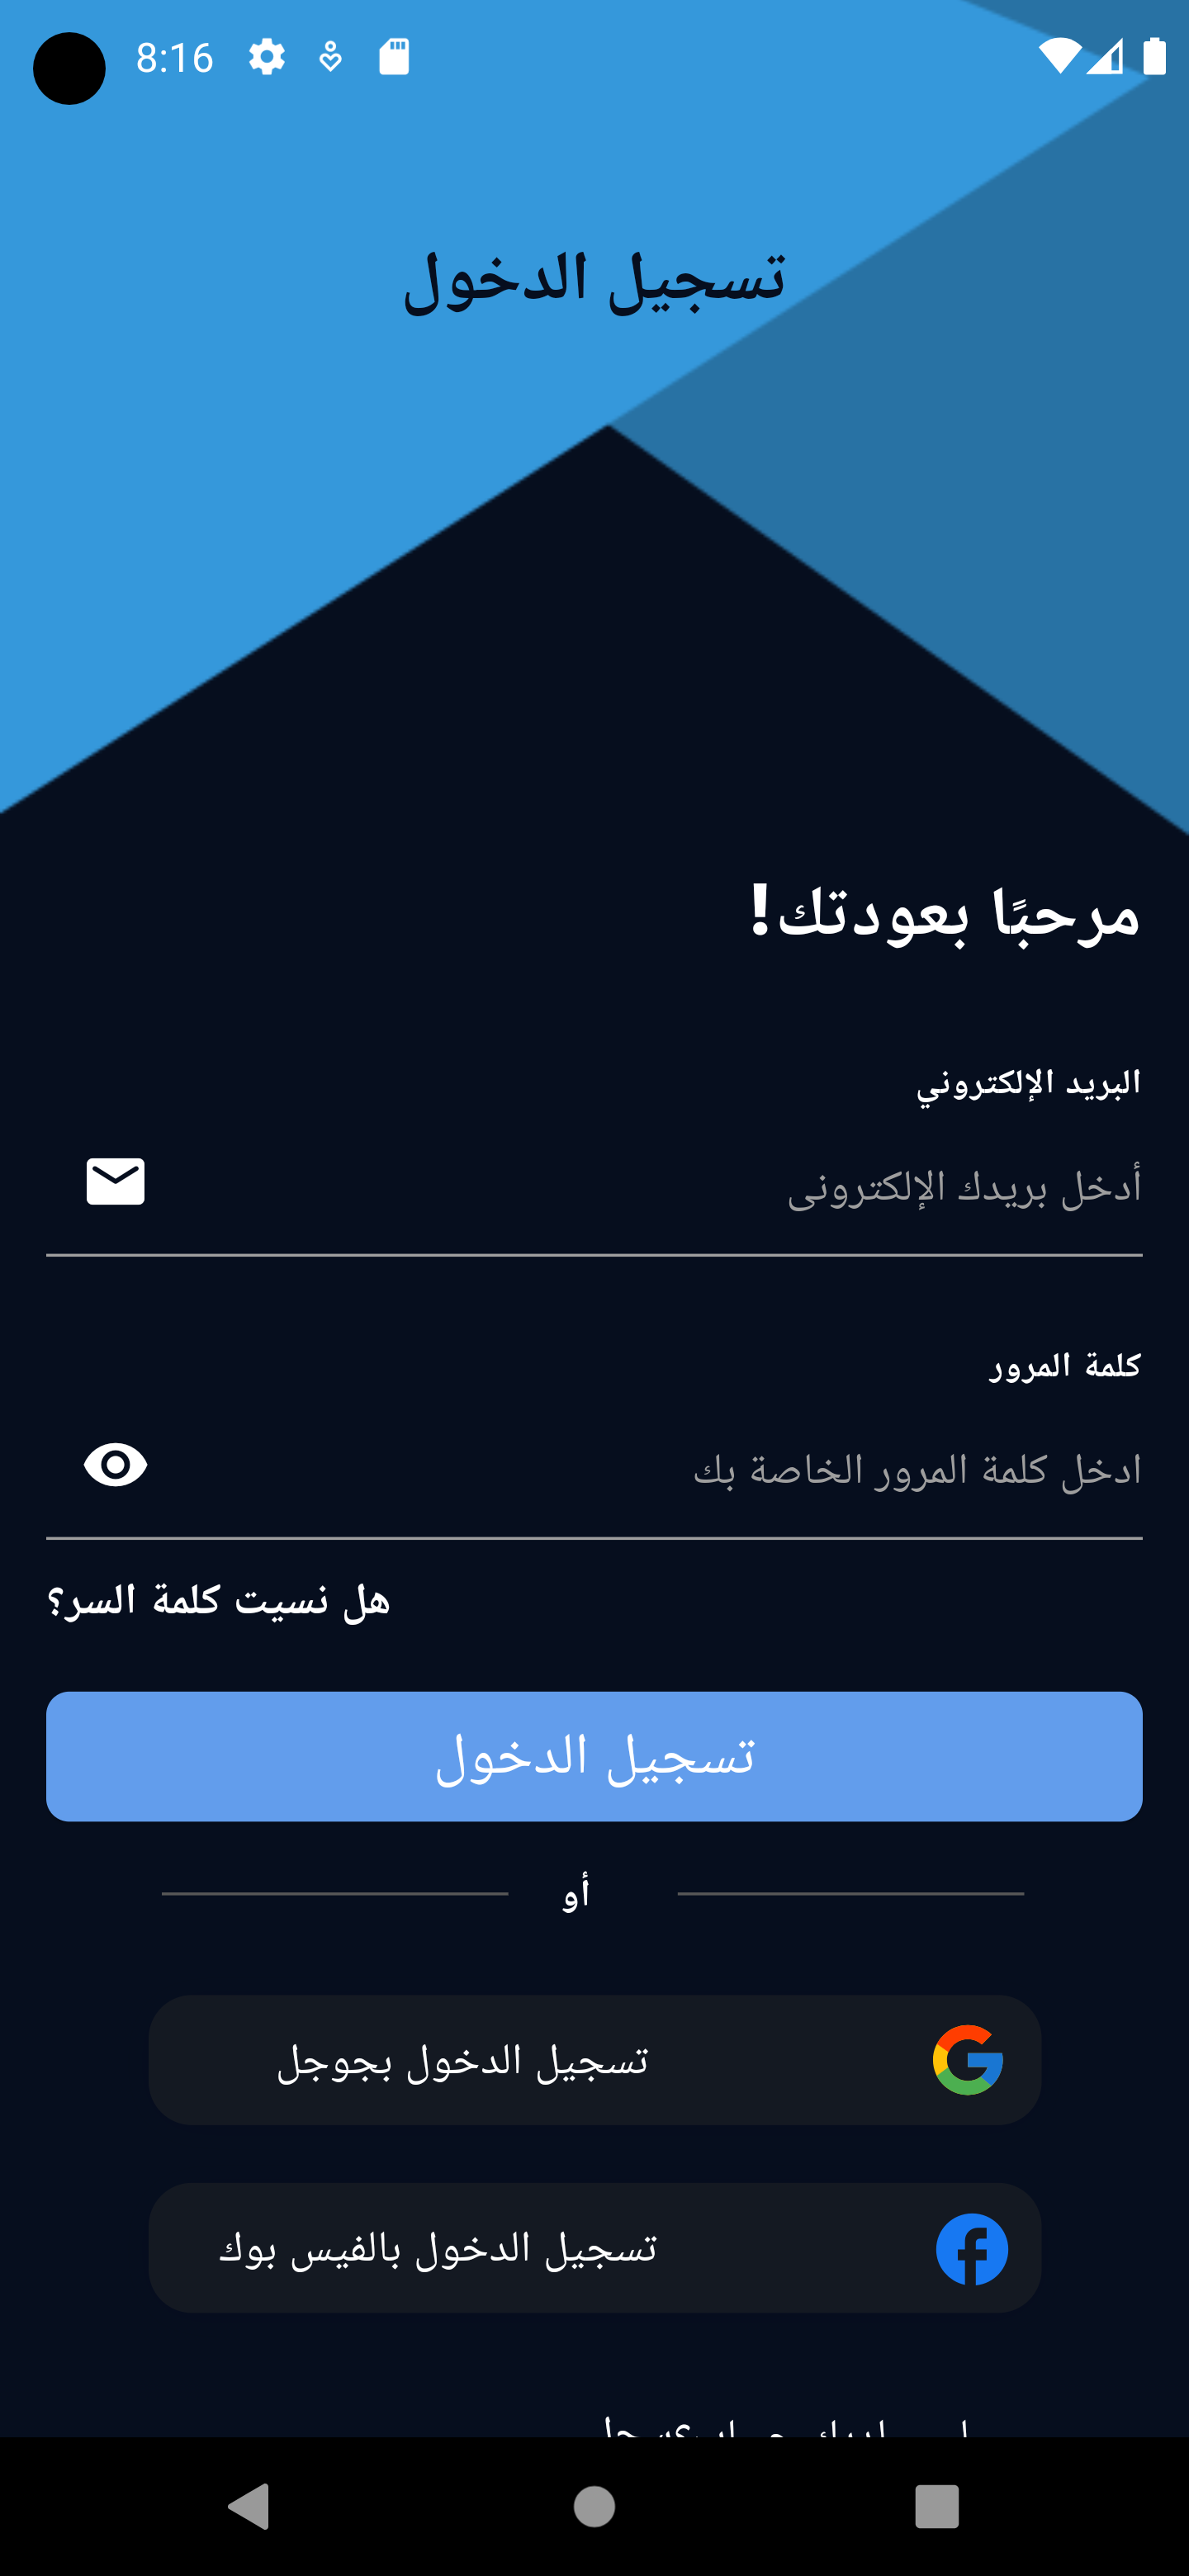 8:16
تسجيل الدخول
مرحبًا بعودتك!
البريد الإلكتروني
أدخل بريدك الإلكترونى
كلمة المرور
ادخل كلمة المرور الخاصة بك
هل نسيت كلمة السر؟
تسجيل الدخول
أو
تسجيل الدخول بجوجل
تسجيل الدخول بالفيس بوك